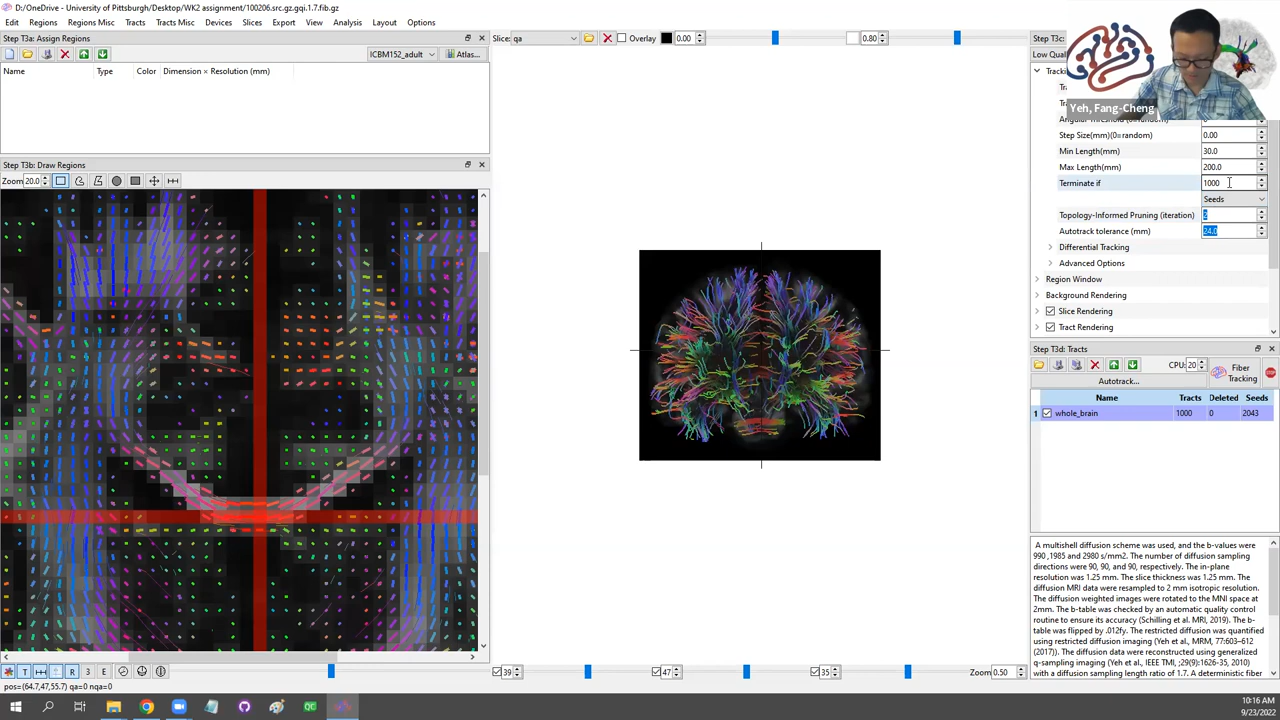 D:/OneDrive - University of Pittsburgh/Desktop/WK2 assignment/100206.src.gz.gqi.1.7.fib.gz
Edit Regions Regions Misc Tracts Tracts Misc Devices Slices Export View Analysis Layout Options
Step T3a: Assign Regions
ICBM152_adult Atlas...
Name Type Color Dimension × Resolution (mm)
Step T3b: Draw Regions
Zoom 20.0
Slice: qa Overlay 0.00 0.80
Step T3c:
Low Quali
Yeh, Fang-Cheng
Step Size(mm)(0=random) 0.00
Min Length(mm) 30.0
Max Length(mm) 200.0
Terminate if 1000
Seeds
Topology-Informed Pruning (iteration) 2
Autotrack tolerance (mm) 24.0
Differential Tracking
Advanced Options
Region Window
Background Rendering
Slice Rendering
Tract Rendering
Step T3d: Tracts
CPU: 20 Fiber Tracking STOP
Autotrack...
Name Tracts Deleted Seeds
1 whole_brain 1000 0 2043
A multishell diffusion scheme was used, and the b-values were
990 ,1985 and 2980 s/mm2. The number of diffusion sampling
directions were 90, 90, and 90, respectively. The in-plane
resolution was 1.25 mm. The slice thickness was 1.25 mm. The
diffusion MRI data were resampled to 2 mm isotropic resolution.
The diffusion weighted images were rotated to the MNI space at
2mm. The b-table was checked by an automatic quality control
routine to ensure its accuracy (Schilling et al. MRI, 2019). The b-
table was flipped by .012fy. The restricted diffusion was quantified
using restricted diffusion imaging (Yeh et al., MRM, 77:603–612
(2017)). The diffusion data were reconstructed using generalized
q-sampling imaging (Yeh et al., IEEE TMI, ;29(9):1626-35, 2010)
with a diffusion sampling length ratio of 1.7. A deterministic fiber
T R 3 E
39 47 35 Zoom 0.50
pos=(64.7,47,55.7) qa=0 nqa=0
10:16 AM
9/23/2022